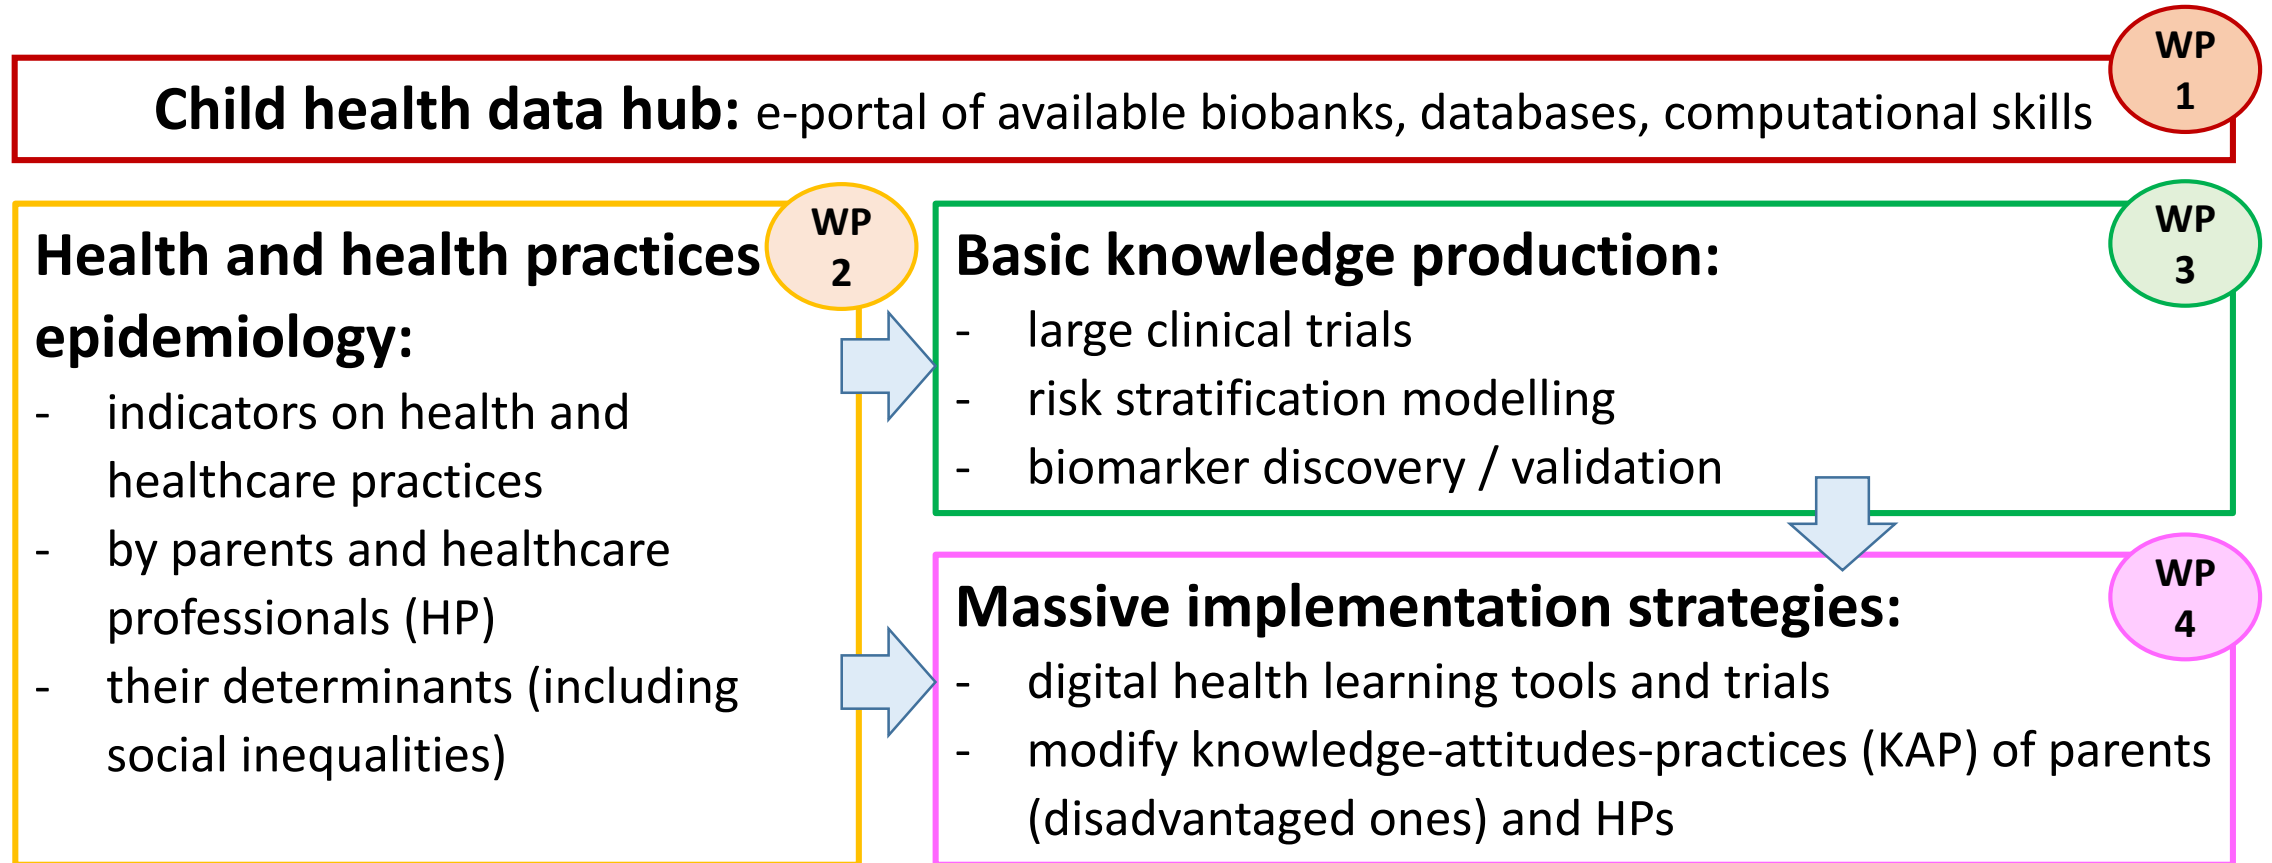 WP
1
Child health data hub: e-portal of available biobanks, databases, computational skills
WP
2
Health and health practices
epidemiology:
- indicators on health and
healthcare practices
- by parents and healthcare
professionals (HP)
- their determinants (including
social inequalities)
WP
3
Basic knowledge production:
- large clinical trials
- risk stratification modelling
- biomarker discovery / validation
WP
4
Massive implementation strategies:
- digital health learning tools and trials
- modify knowledge-attitudes-practices (KAP) of parents
(disadvantaged ones) and HPs